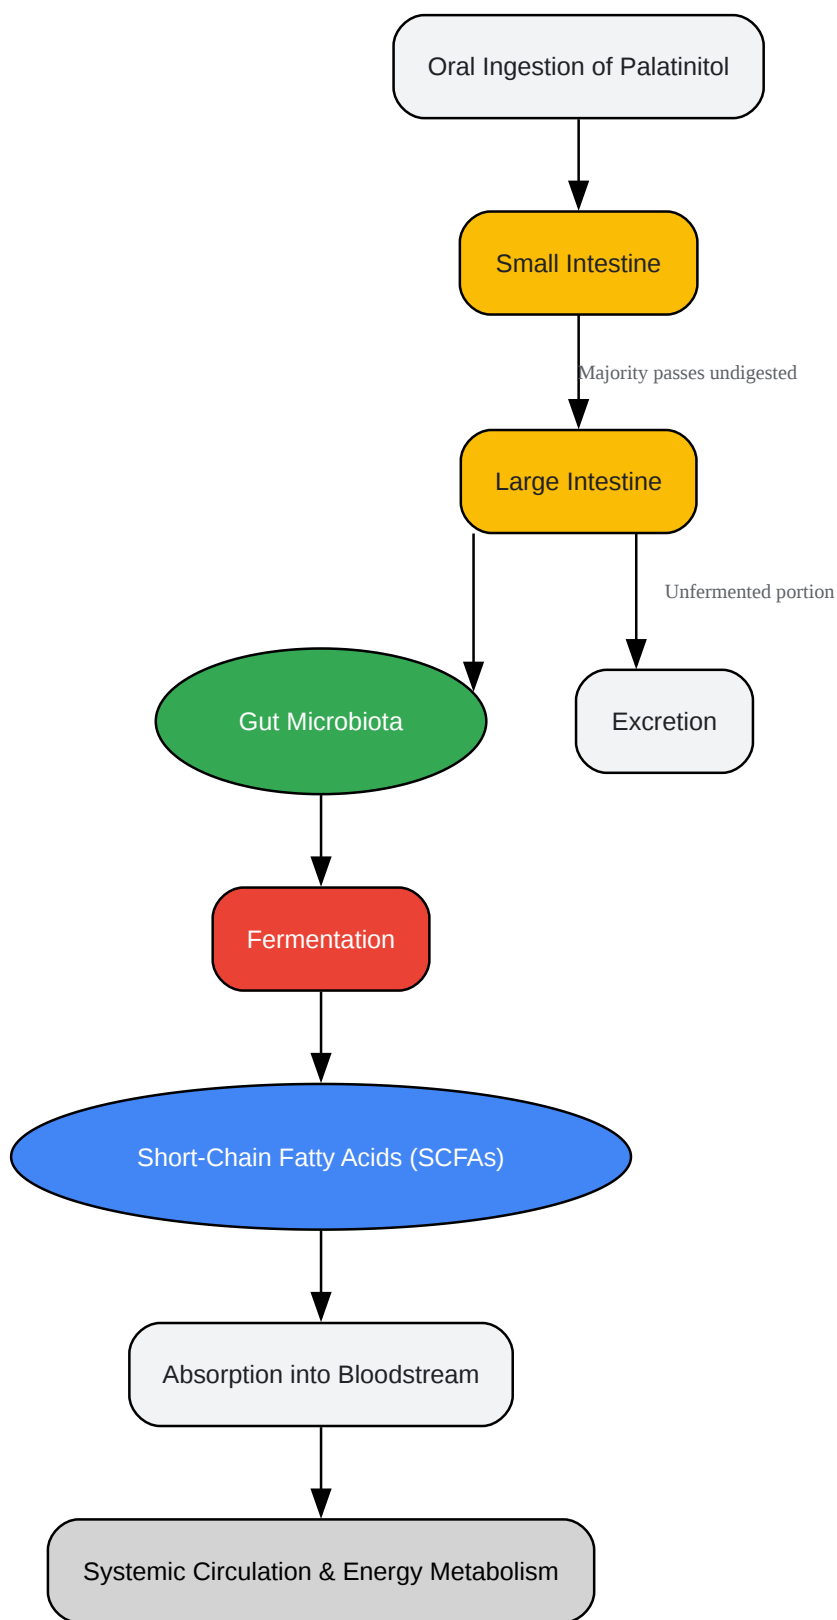 Oral Ingestion of Palatinitol
Small Intestine
Majority passes undigested
Large Intestine
Unfermented portion
Gut Microbiota
Excretion
Fermentation
Short-Chain Fatty Acids (SCFAs)
Absorption into Bloodstream
Systemic Circulation & Energy Metabolism